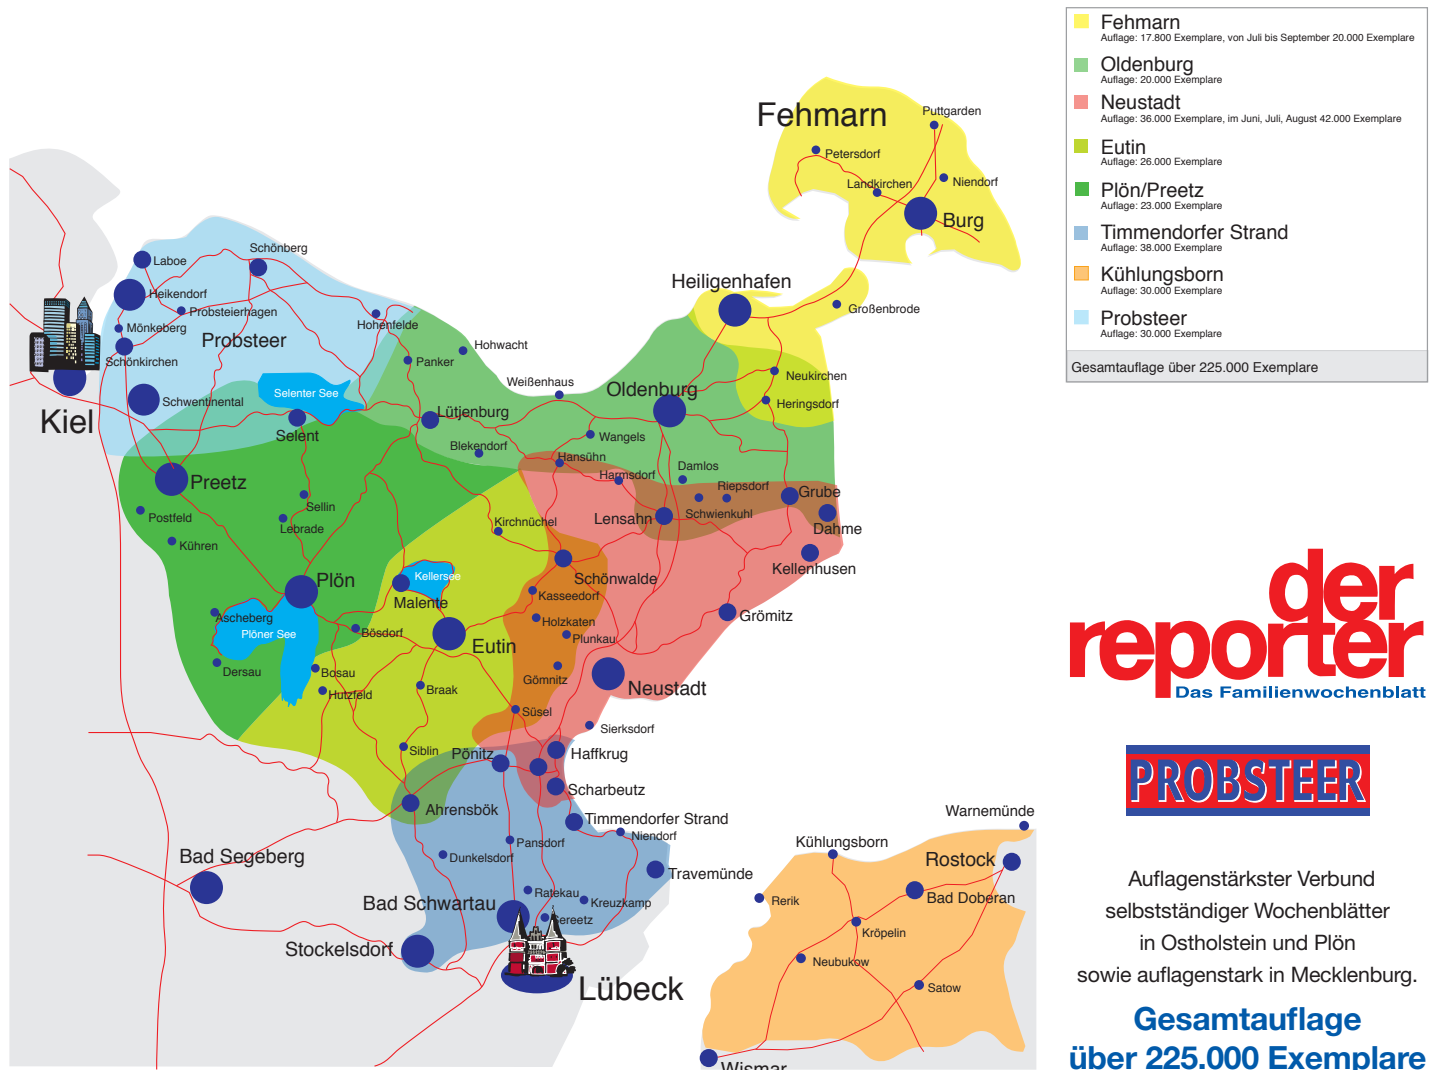 Fehmarn
Auflage: 17.800 Exemplare, von Juli bis September 20.000 Exemplare
Oldenburg
Auflage: 20.000 Exemplare
Neustadt
Auflage: 36.000 Exemplare, im Juni, Juli, August 42.000 Exemplare
Eutin
Auflage: 26.000 Exemplare
Plön/Preetz
Auflage: 23.000 Exemplare
Timmendorfer Strand
Auflage: 38.000 Exemplare
Kühlungsborn
Auflage: 30.000 Exemplare
Probsteer
Auflage: 30.000 Exemplare
Gesamtauflage über 225.000 Exemplare
Fehmarn
Puttgarden
Petersdorf
Landkirchen
Niendorf
Burg
Heiligenhafen
Großenbrode
Schönberg
Laboe
Heikendorf
Probsteierhagen
Mönkeberg
Probsteer
Hohenfelde
Schönkirchen
Hohwacht
Panker
Neukirchen
Weißenhaus
Oldenburg
Heringsdorf
Selenter See
Schwentinental
Kiel
Lütjenburg
Selent
Wangels
Blekendorf
Hansühn
Damlos
Harmsdorf
Preetz
Riepsdorf
Grube
Sellin
Schwienkuhl
Lensahn
Postfeld
Lebrade
Kirchnüchel
Dahme
Kühren
Kellenhusen
Plön
Kellersee
Schönwalde
Malente
Kasseedorf
Ascheberg
Grömitz
Plöner See
Bösdorf
Holzkaten
Plunkau
Eutin
Dersau
Bosau
Gömnitz
Hutzfeld
Braak
Neustadt
Süsel
Sierksdorf
Siblin
Pönitz
Haffkrug
Scharbeutz
Ahrensbök
Timmendorfer Strand
Niendorf
Pansdorf
Bad Segeberg
Dunkelsdorf
Travemünde
Ratekau
Bad Schwartau
Kreuzkamp
ereetz
Stockelsdorf
Lübeck
Warnemünde
Kühlungsborn
Rostock
Rerik
Bad Doberan
Kröpelin
Neubukow
Satow
Wismar
der
reporter
Das Familienwochenblatt
PROBSTEER
Auflagenstärkster Verbund
selbstständiger Wochenblätter
in Ostholstein und Plön
sowie auflagenstark in Mecklenburg.
Gesamtauflage
über 225.000 Exemplare